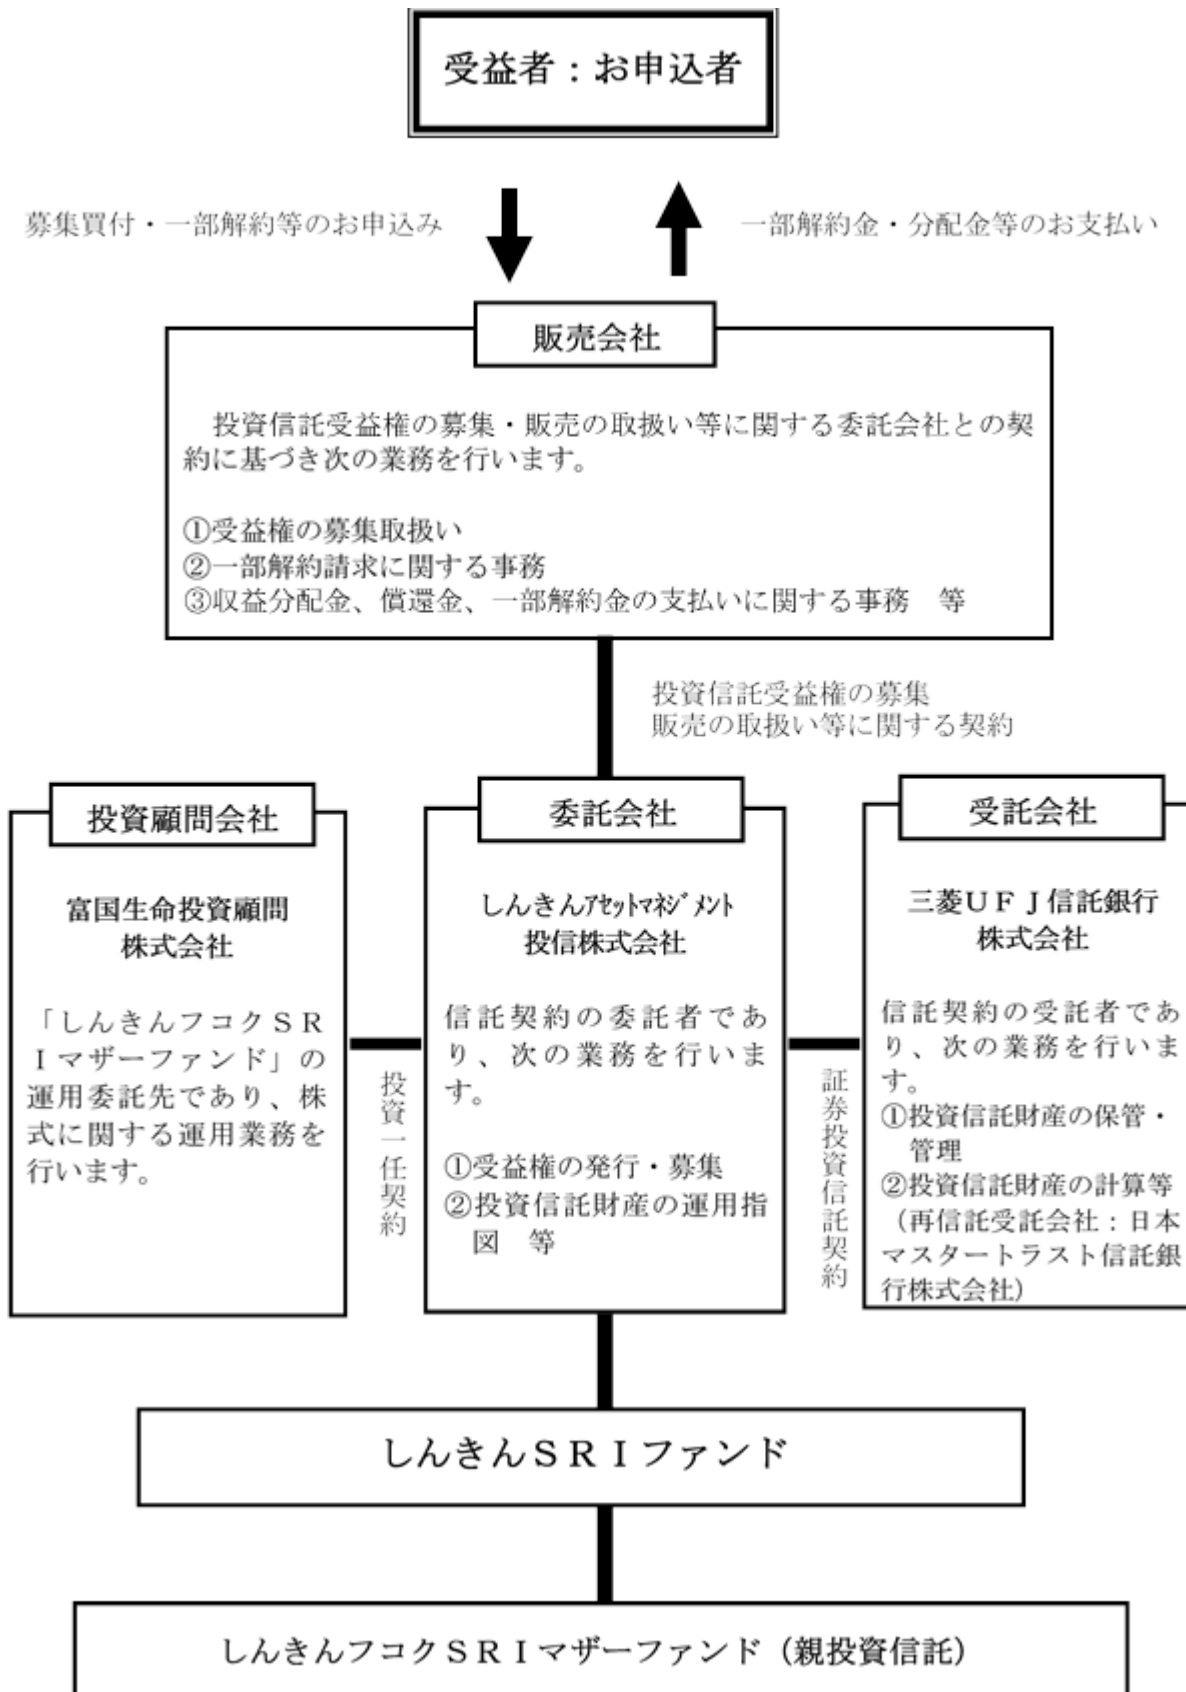 受益者：お申込者
募集買付・一部解約等のお申込み
一部解約金・分配金等のお支払い
販売会社
投資信託受益権の募集・販売の取扱い等に関する委託会社との契
約に基づき次の業務を行います。
①受益権の募集取扱い
②一部解約請求に関する事務
③収益分配金、償還金、一部解約金の支払いに関する事務　等
投資信託受益権の募集
販売の取扱い等に関する契約
投資顧問会社
富国生命投資顧問
株式会社
「しんきんフコクＳＲ
Ｉマザーファンド」の
運用委託先であり、株
式に関する運用業務を
行います。
投資一任契約
委託会社
しんきんｱｾｯﾄﾏﾈｼﾞﾒﾝﾄ
投信株式会社
信託契約の委託者であ
り、次の業務を行いま
す。
①受益権の発行・募集
②投資信託財産の運用指
図　等
証券投資信託契約
受託会社
三菱ＵＦＪ信託銀行
株式会社
信託契約の受託者であ
り、次の業務を行いま
す。
①投資信託財産の保管・
管理
②投資信託財産の計算等
（再信託受託会社：日本
マスタートラスト信託銀
行株式会社）
しんきんＳＲＩファンド
しんきんフコクＳＲＩマザーファンド（親投資信託）